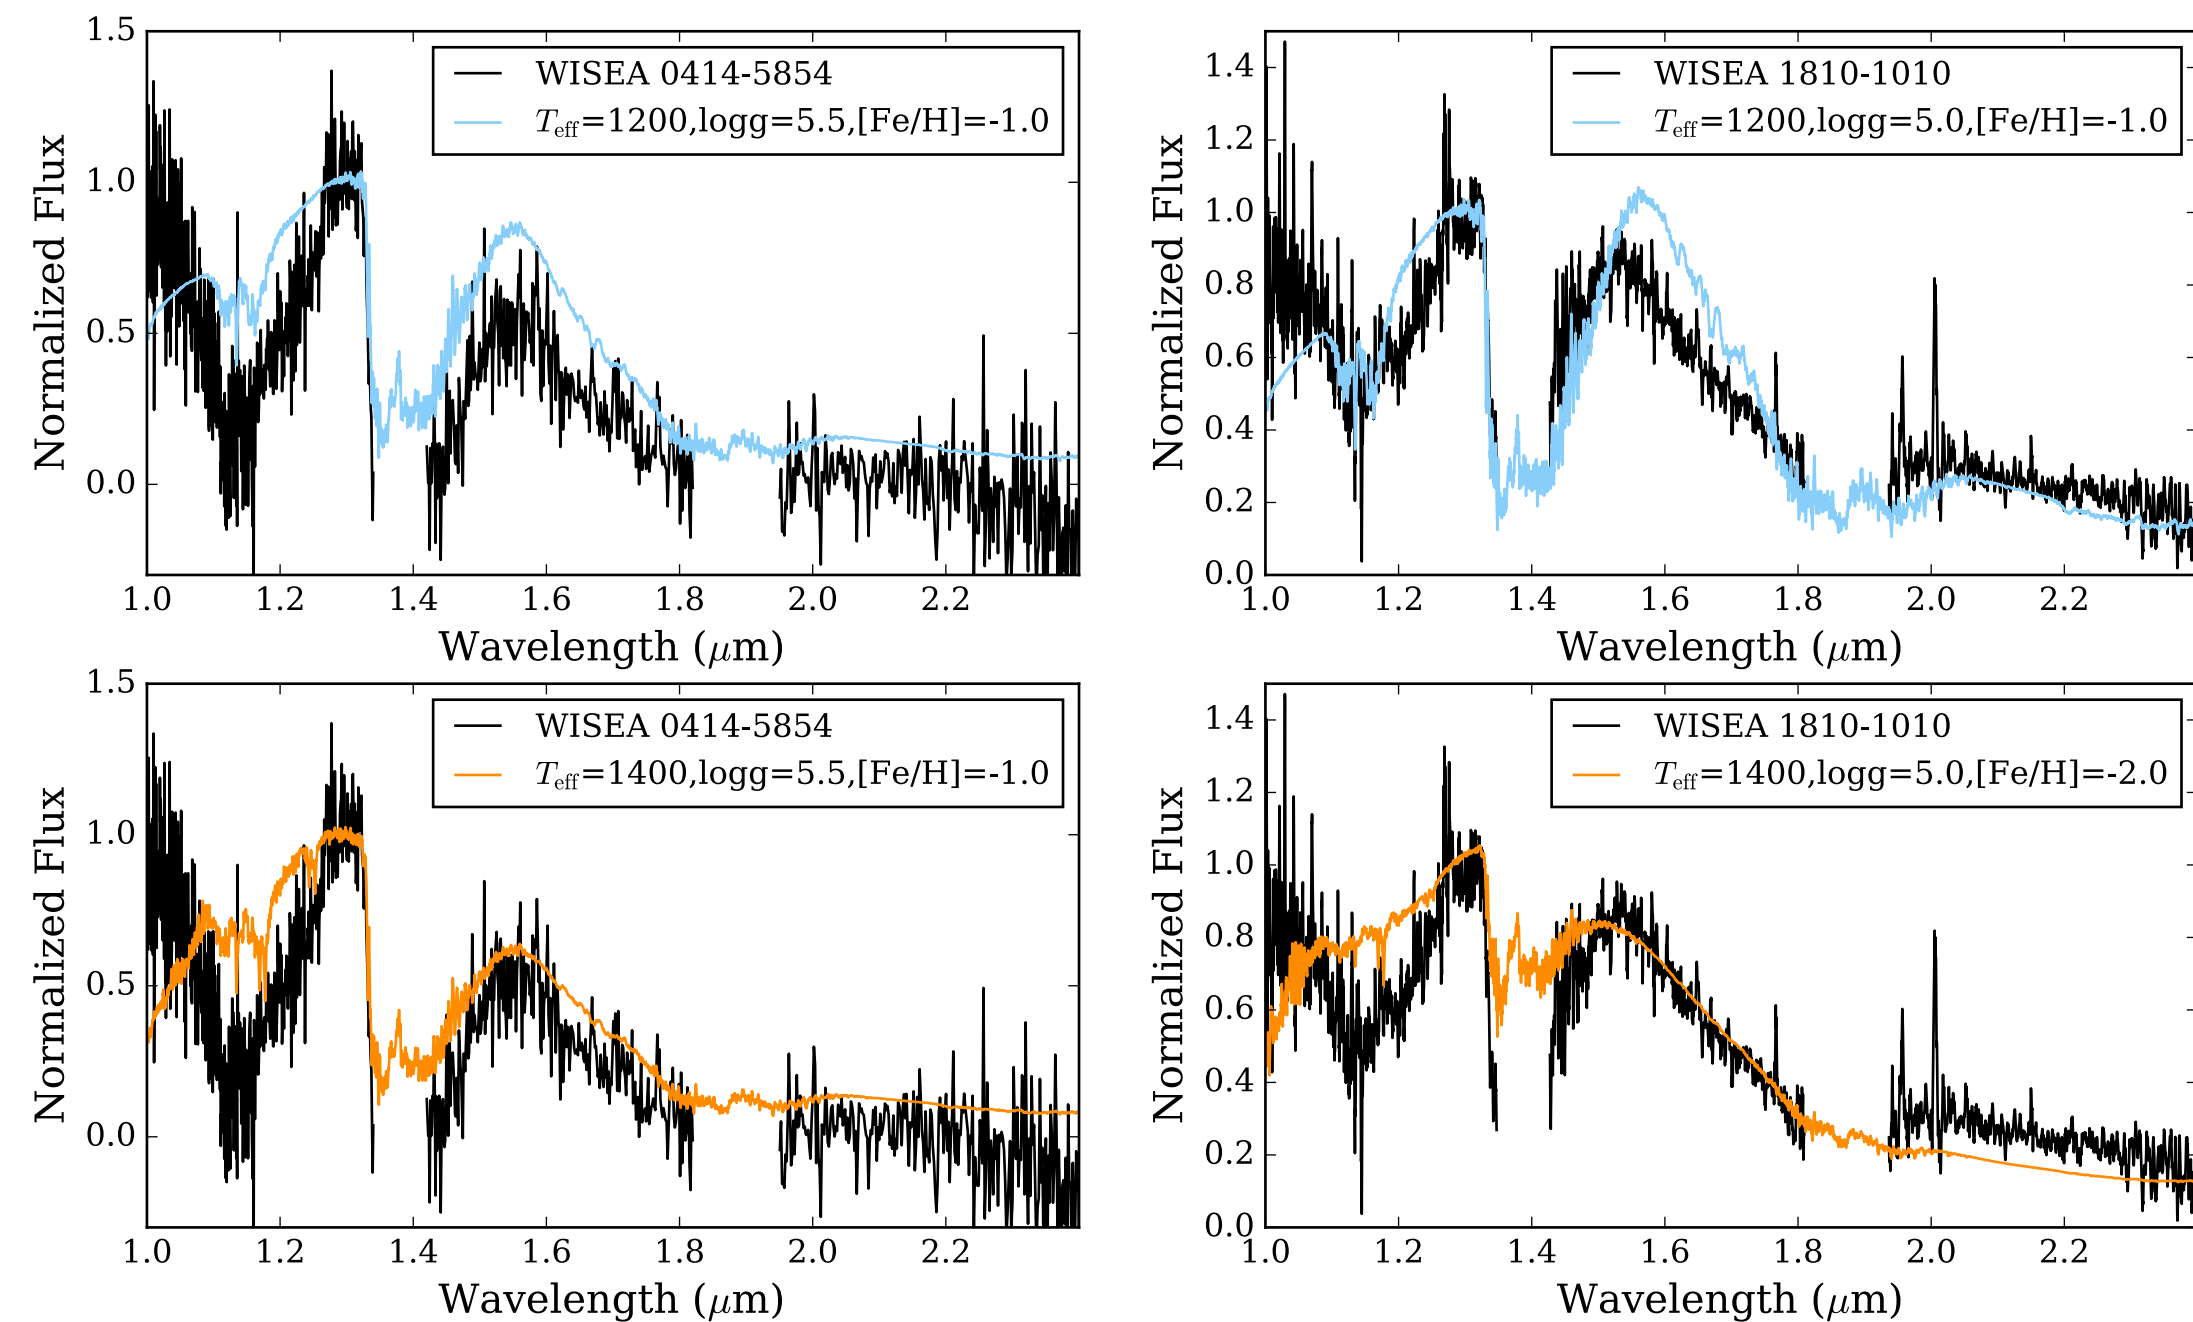 1.5
1.0
0.5
0.0
Normalized Flux
WISEA 0414-5854
Teff=1200,logg=5.5,[Fe/H]=-1.0
1.0 1.2 1.4 1.6 1.8 2.0 2.2
Wavelength (μm)
1.4
1.2
1.0
0.8
0.6
0.4
0.2
0.0
Normalized Flux
WISEA 1810-1010
Teff=1200,logg=5.0,[Fe/H]=-1.0
1.0 1.2 1.4 1.6 1.8 2.0 2.2
Wavelength (μm)
1.5
1.0
0.5
0.0
Normalized Flux
WISEA 0414-5854
Teff=1400,logg=5.5,[Fe/H]=-1.0
1.0 1.2 1.4 1.6 1.8 2.0 2.2
Wavelength (μm)
1.4
1.2
1.0
0.8
0.6
0.4
0.2
0.0
Normalized Flux
WISEA 1810-1010
Teff=1400,logg=5.0,[Fe/H]=-2.0
1.0 1.2 1.4 1.6 1.8 2.0 2.2
Wavelength (μm)